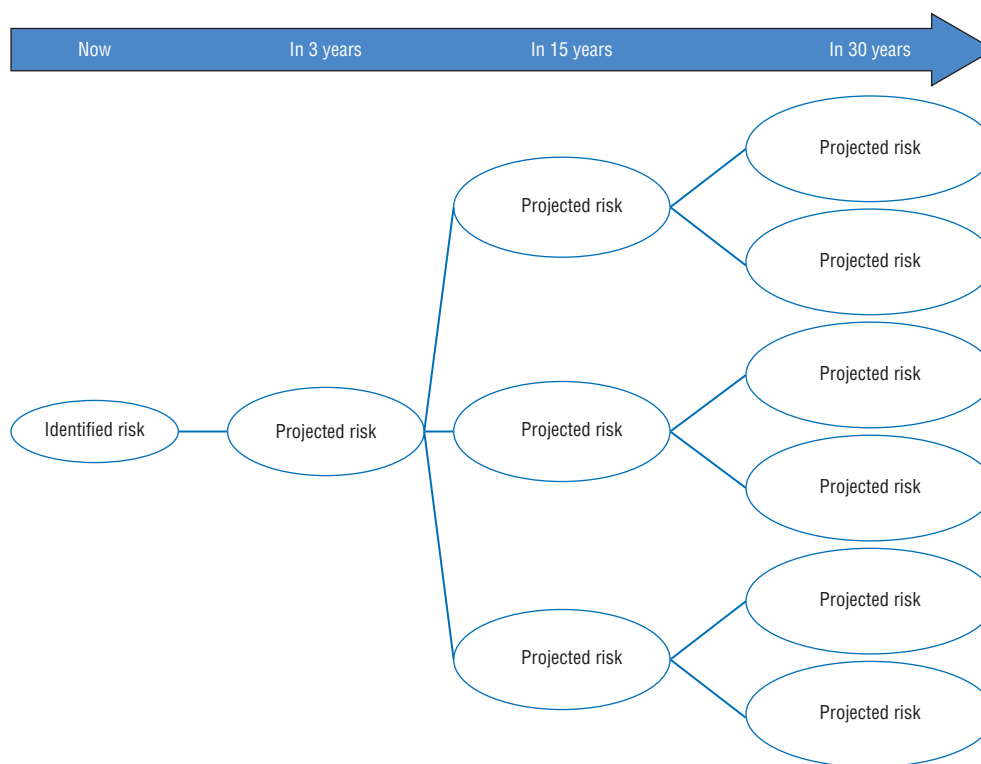 Now
In 3 years
In 15 years
In 30 years
Projected risk
Projected risk
Projected risk
Projected risk
Identified risk
Projected risk
Projected risk
Projected risk
Projected risk
Projected risk
Projected risk